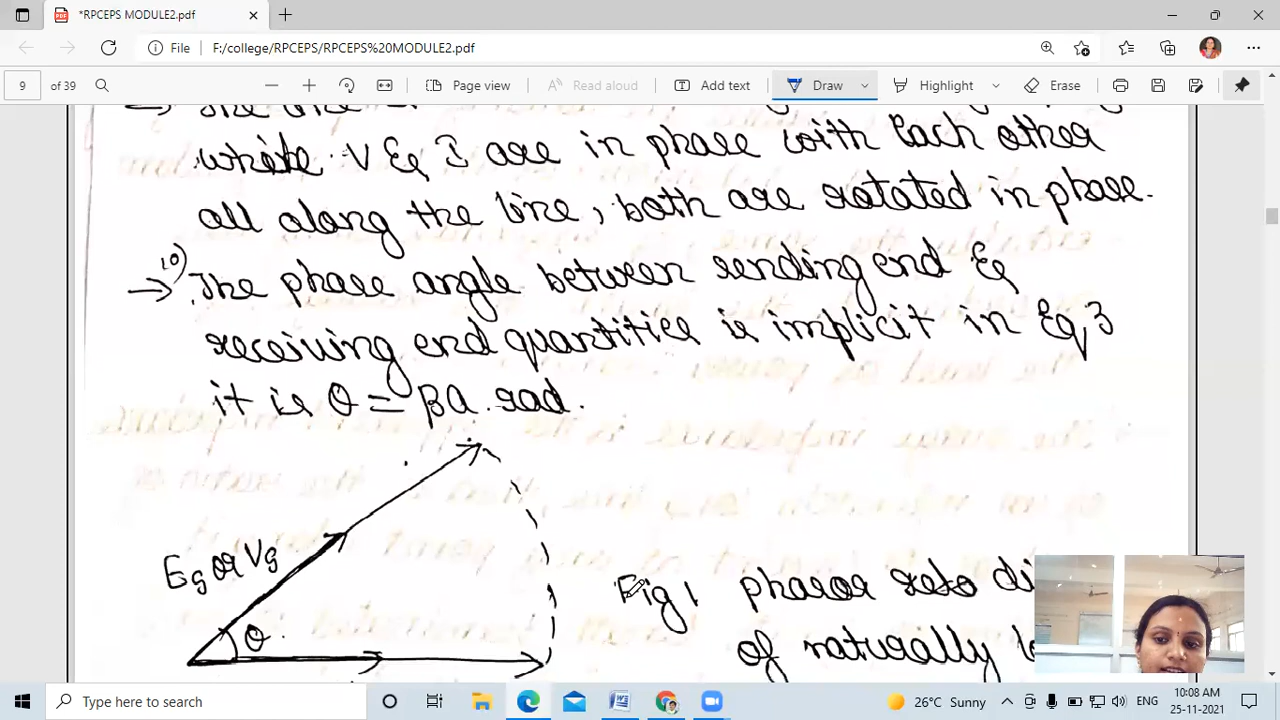 *RPCEPS MODULE2.pdf
File F:/college/RPCEPS/RPCEPS%20MODULE2.pdf
9 of 39 Page view Read aloud Add text Draw Highlight Erase
→ The line
while V & I are in phase with Each other
all along the line, both are rotated in phase.
10)
→ The phase angle between sending end &
receiving end quantities is implicit in Eq 3
it is θ = βa rad.
Es or Vs
θ
Fig 1 phasor di
of naturally
Type here to search 26°C Sunny ENG 10:08 AM
25-11-2021